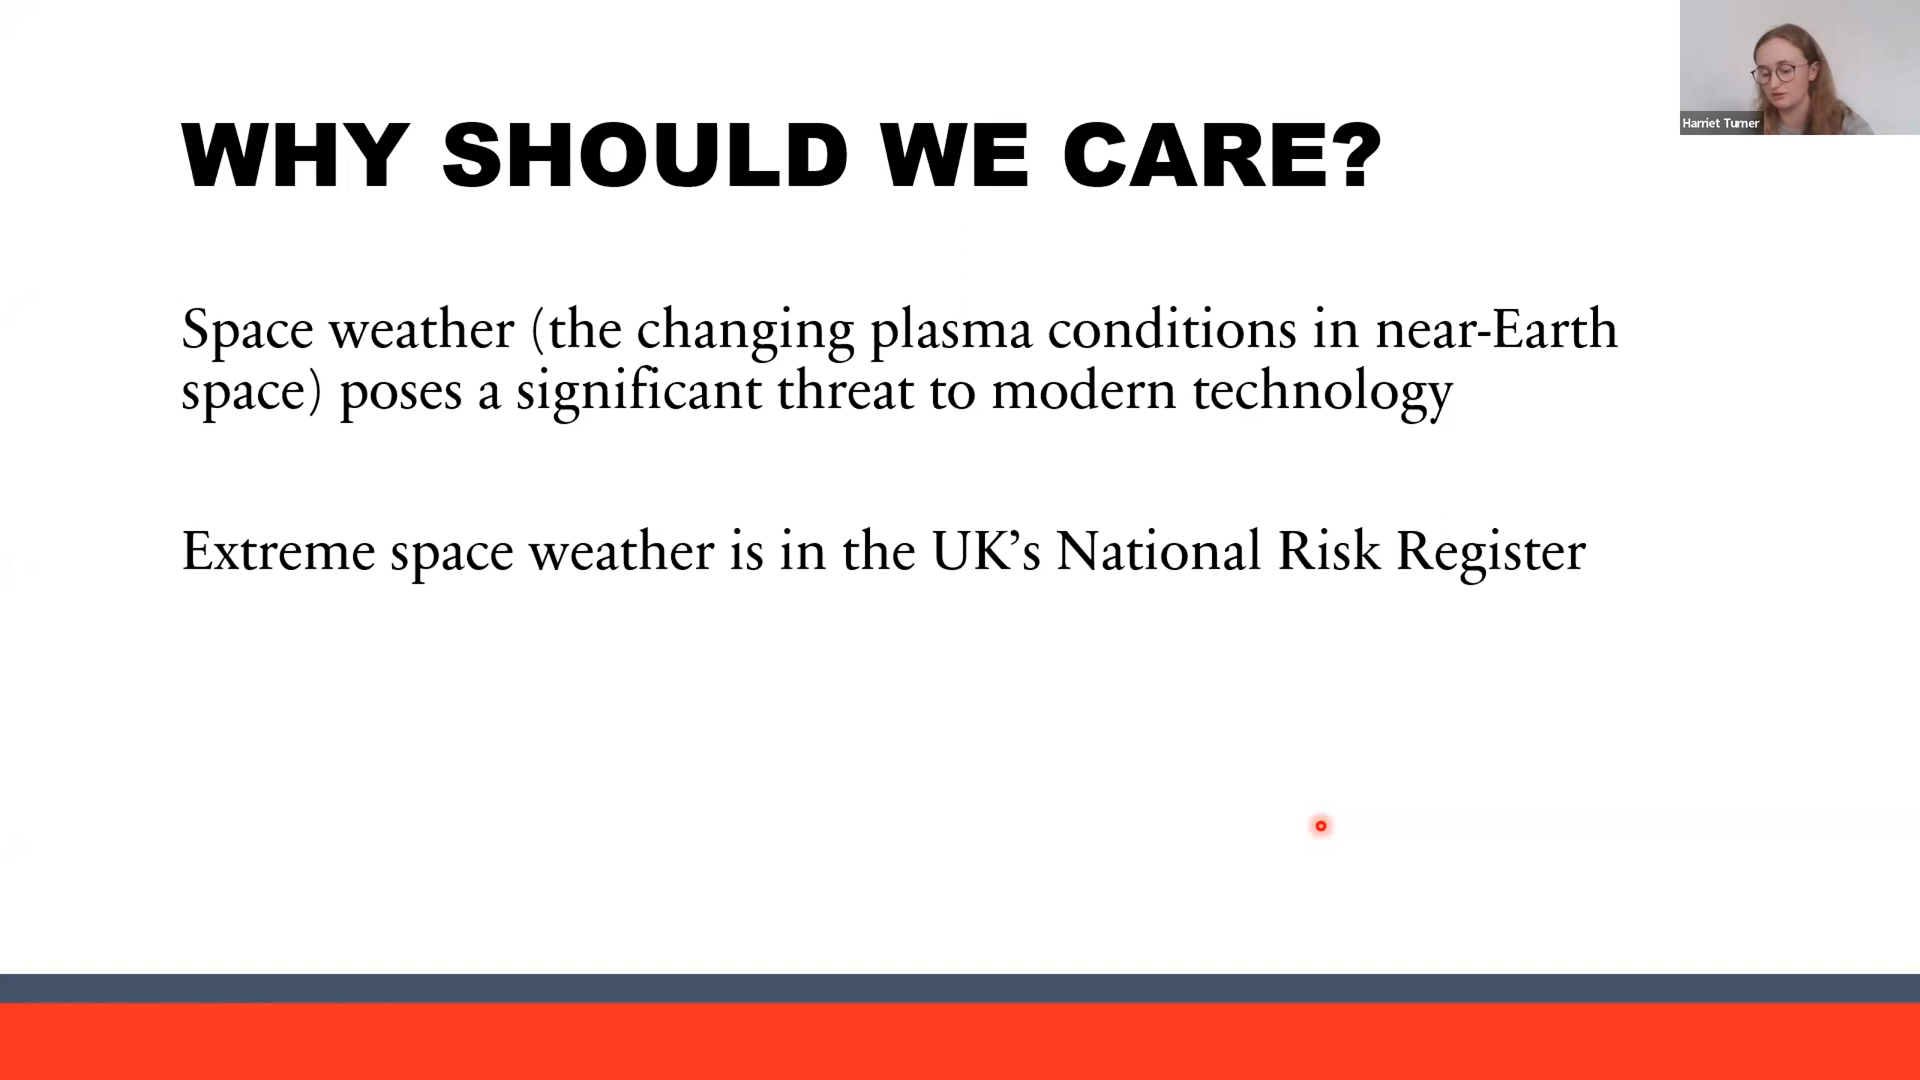 Harriet Turner
WHY SHOULD WE CARE?
Space weather (the changing plasma conditions in near-Earth
space) poses a significant threat to modern technology
Extreme space weather is in the UK’s National Risk Register